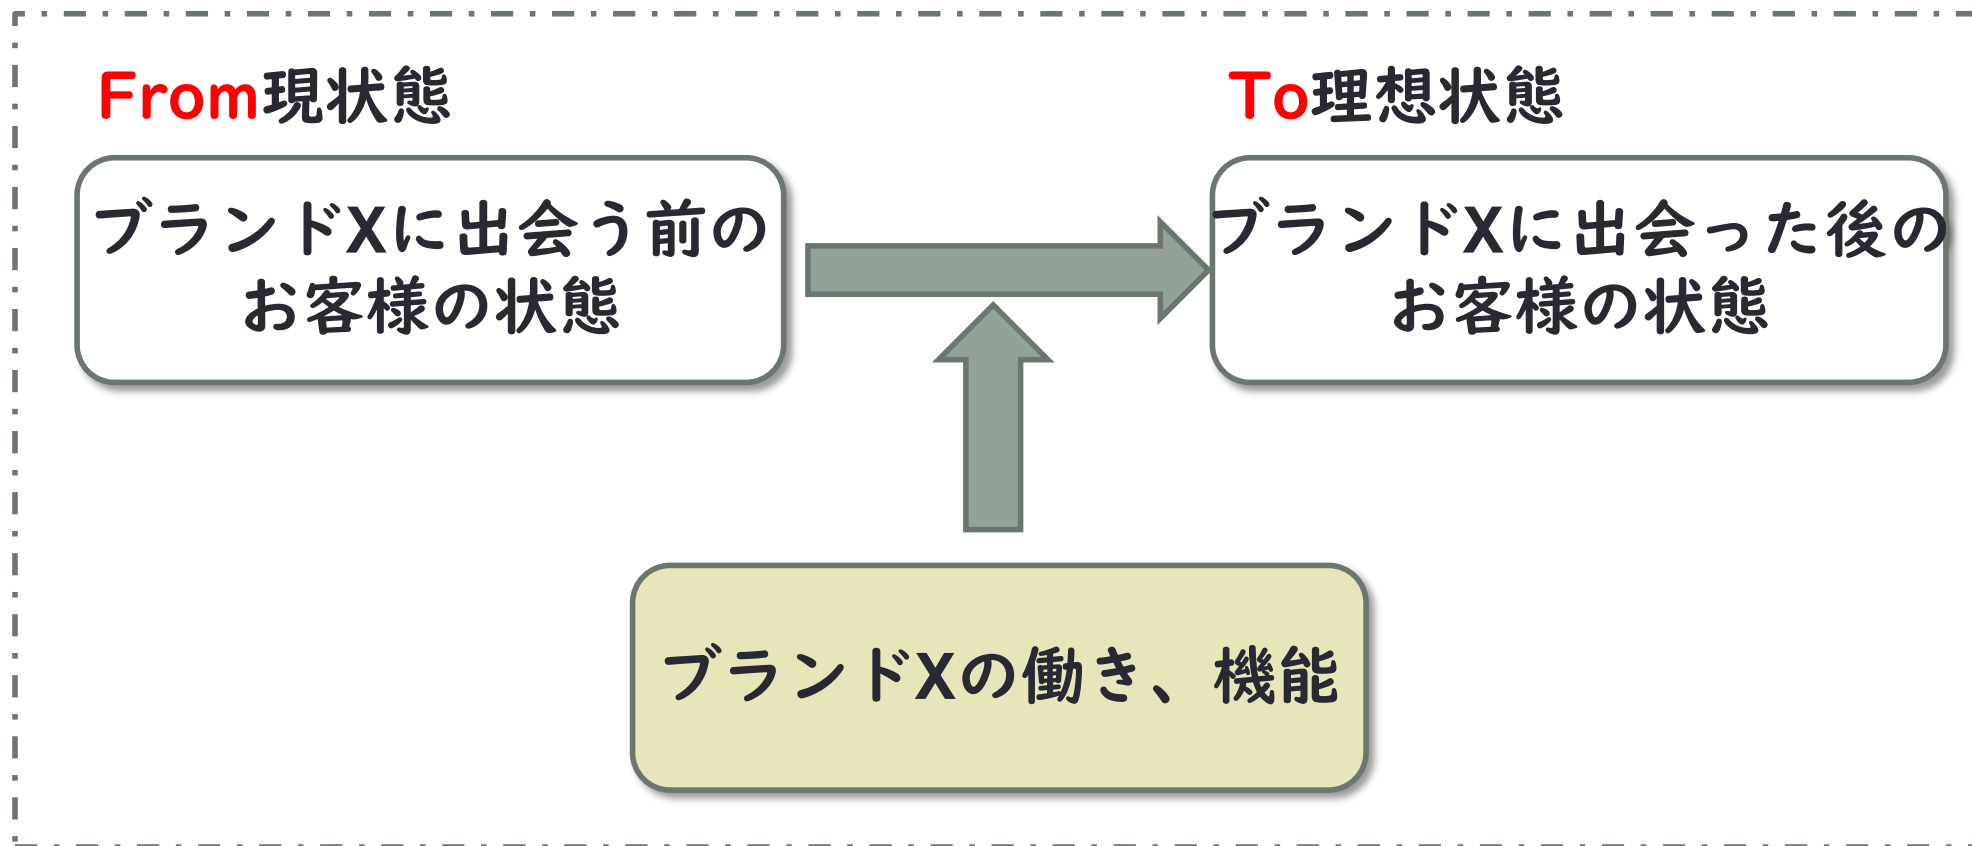 From現状態
To理想状態
ブランドXに出会う前の
お客様の状態
ブランドXに出会った後の
お客様の状態
ブランドXの働き、機能